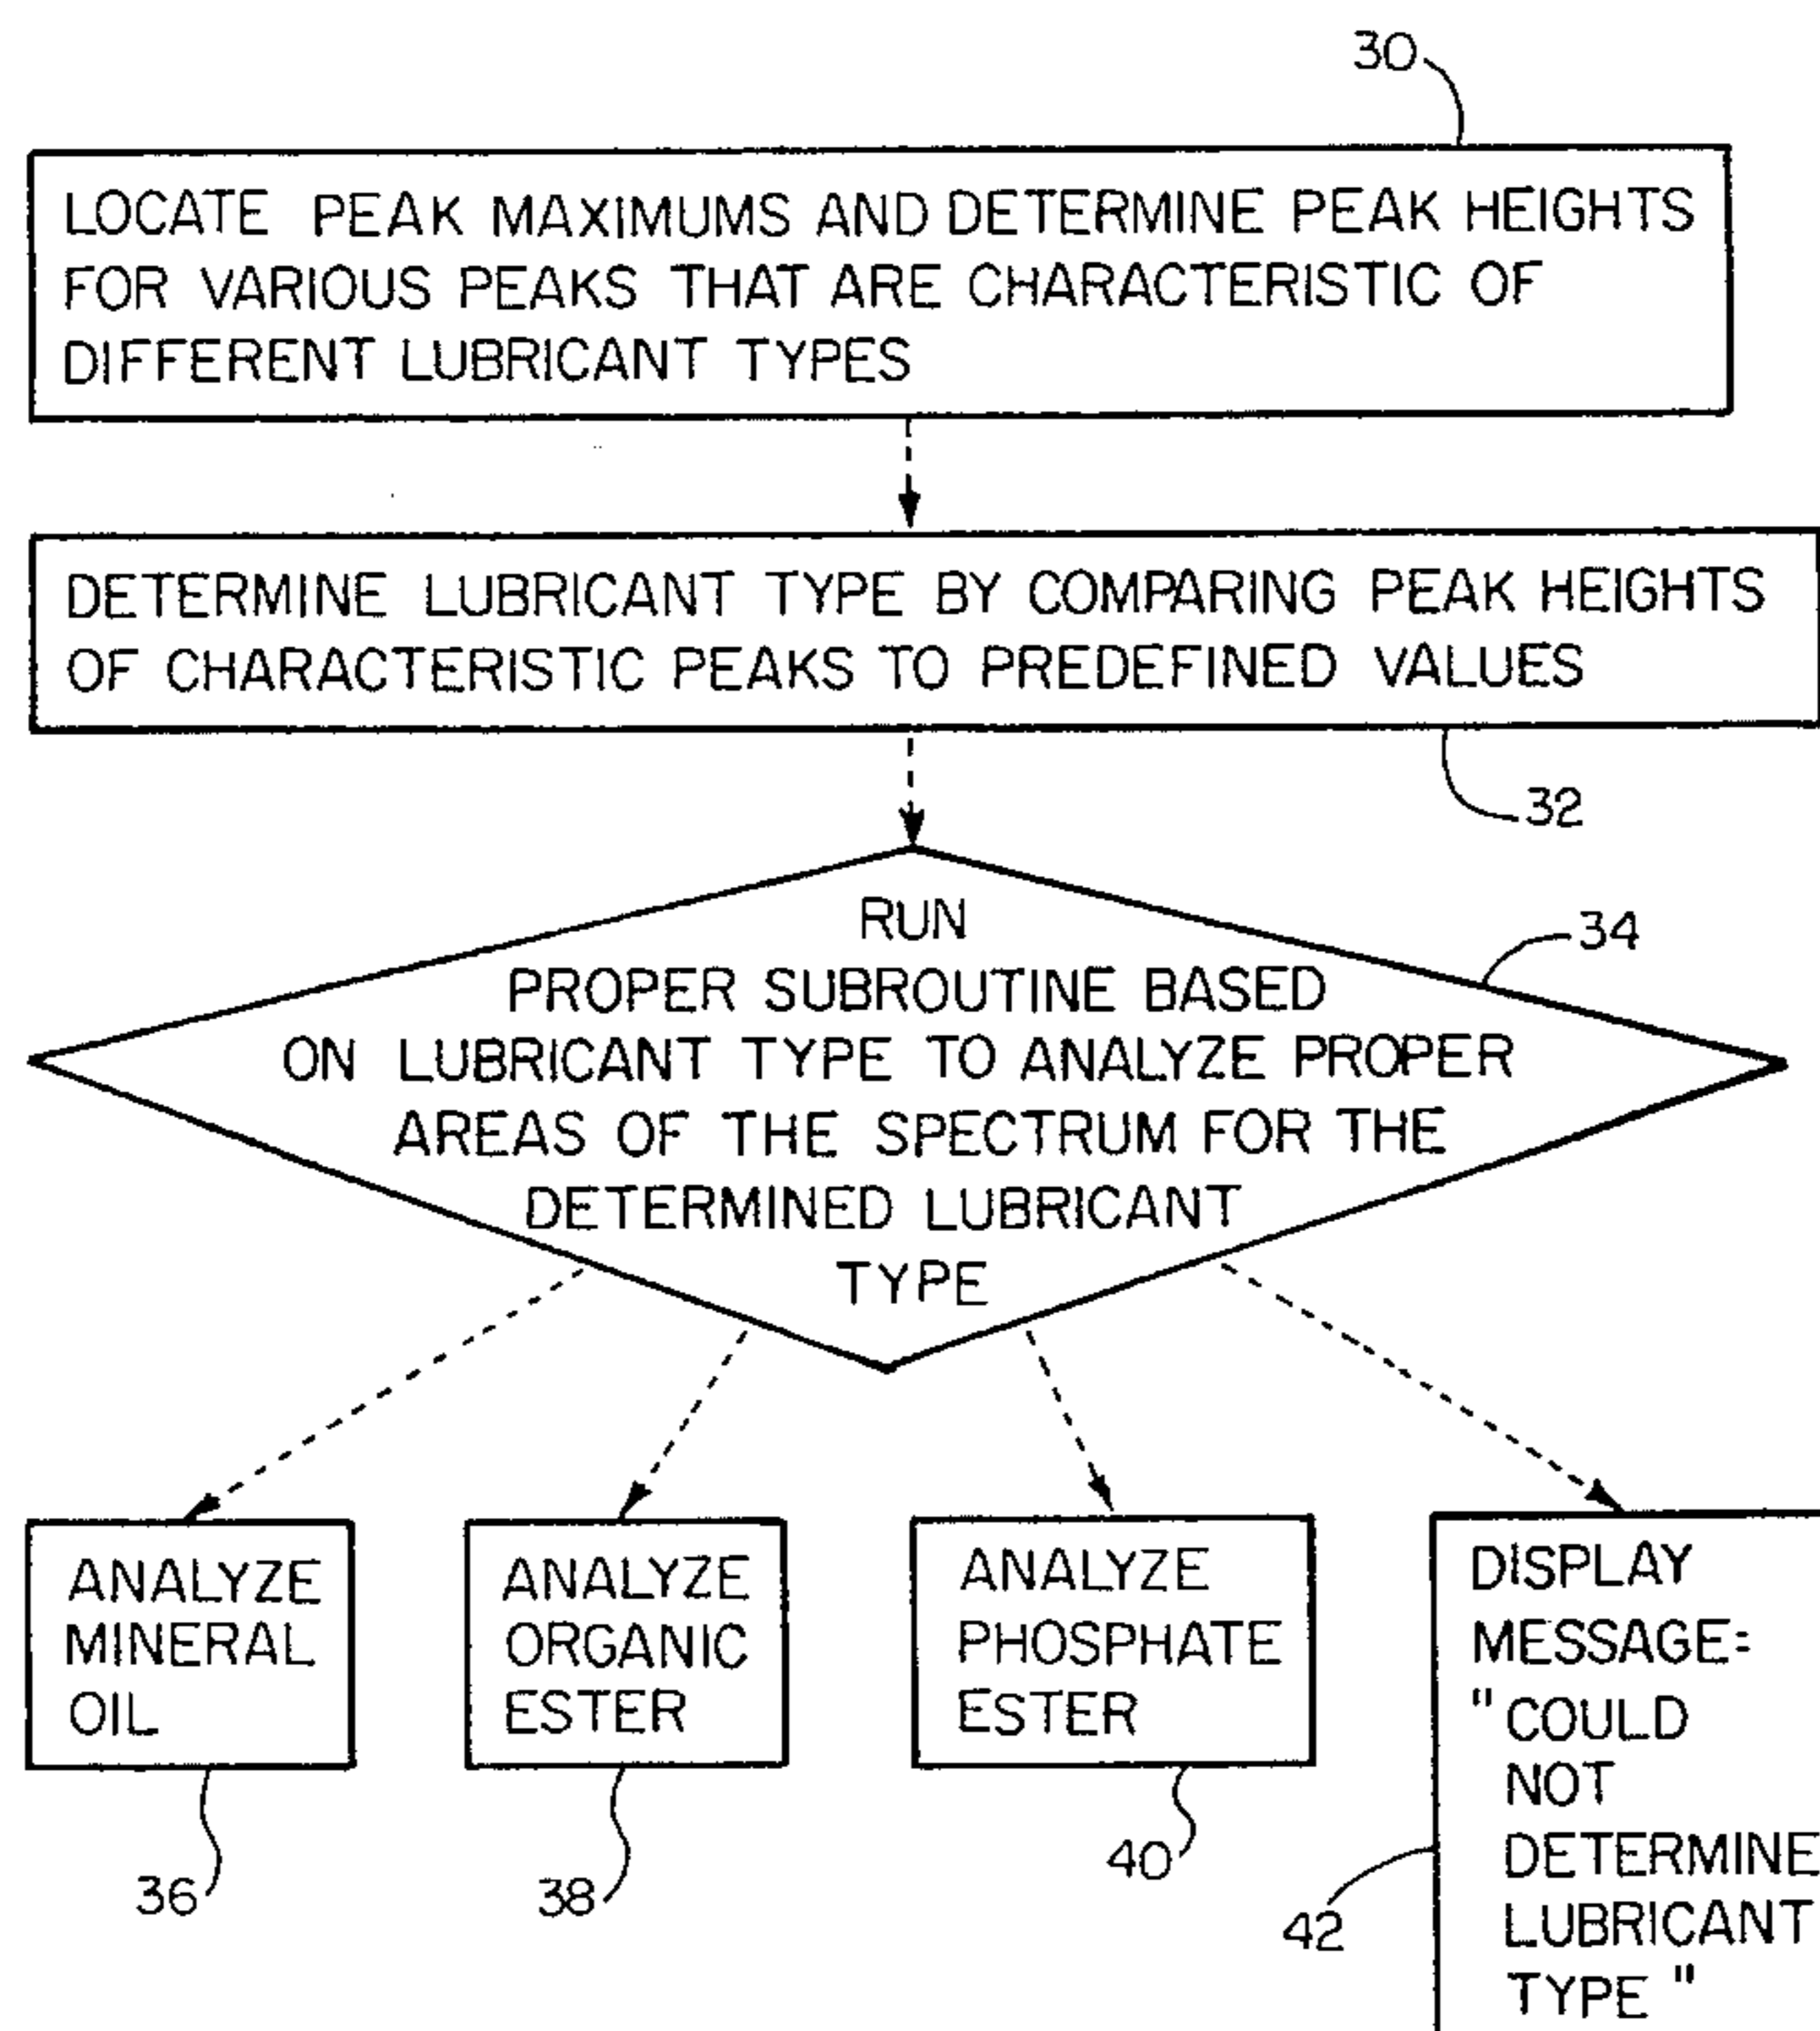 30
LOCATE PEAK MAXIMUMS AND DETERMINE PEAK HEIGHTS
FOR VARIOUS PEAKS THAT ARE CHARACTERISTIC OF
DIFFERENT LUBRICANT TYPES
DETERMINE LUBRICANT TYPE BY COMPARING PEAK HEIGHTS
OF CHARACTERISTIC PEAKS TO PREDEFINED VALUES
32
RUN
PROPER SUBROUTINE BASED
ON LUBRICANT TYPE TO ANALYZE PROPER
AREAS OF THE SPECTRUM FOR THE
DETERMINED LUBRICANT
TYPE
34
ANALYZE
MINERAL
OIL
36
ANALYZE
ORGANIC
ESTER
38
ANALYZE
PHOSPHATE
ESTER
40
DISPLAY
MESSAGE:
"COULD
NOT
DETERMINE
LUBRICANT
TYPE"
42